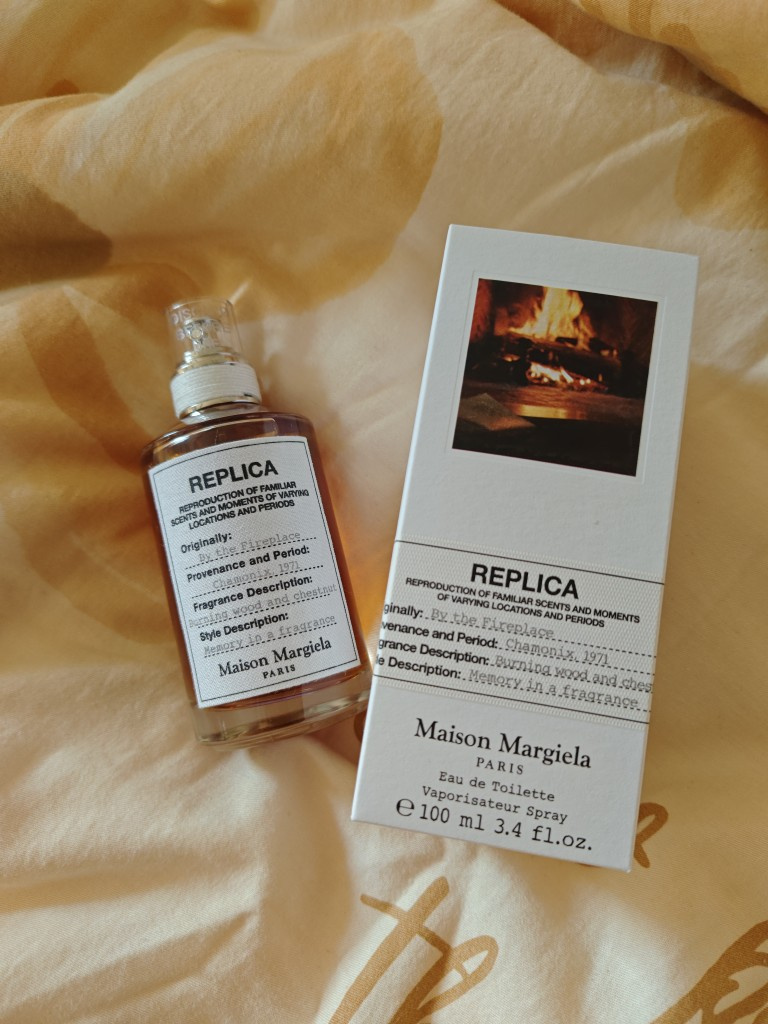 REPLICA
REPRODUCTION OF FAMILIAR
SCENTS AND MOMENTS OF VARYING
LOCATIONS AND PERIODS
Originally:
By the Fireplace
Provenance and Period:
Chamonix, 1971
Fragrance Description:
Burning wood and chestnut
Style Description:
Memory in a fragrance
Maison Margiela
PARIS
REPLICA
REPRODUCTION OF FAMILIAR SCENTS AND MOMENTS
OF VARYING LOCATIONS AND PERIODS
ginally: By the Fireplace
venance and Period: Chamonix, 1971
grance Description: Burning wood and ches
le Description: Memory in a fragrance
Maison Margiela
PARIS
Eau de Toilette
Vaporisateur Spray
℮ 100 ml 3.4 fl.oz.